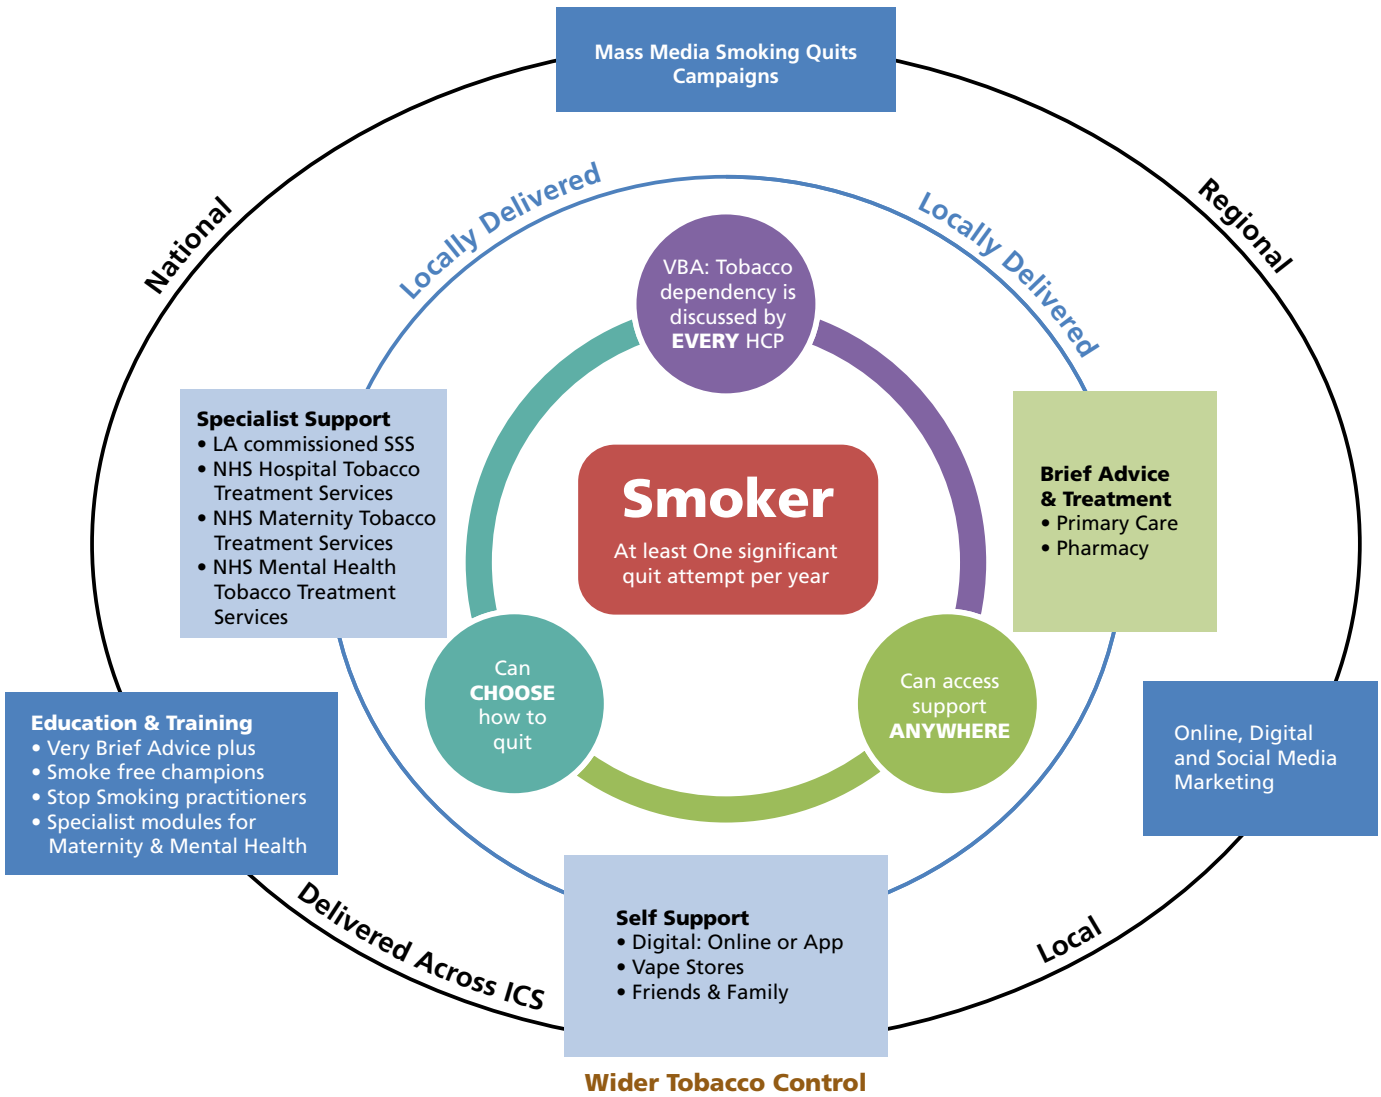 Mass Media Smoking Quits
Campaigns
National
Regional
Locally Delivered
Locally Delivered
VBA: Tobacco
dependency is
discussed by
EVERY HCP
Specialist Support
• LA commissioned SSS
• NHS Hospital Tobacco
Treatment Services
• NHS Maternity Tobacco
Treatment Services
• NHS Mental Health
Tobacco Treatment
Services
Smoker
At least One significant
quit attempt per year
Brief Advice
& Treatment
• Primary Care
• Pharmacy
Can
CHOOSE
how to
quit
Can access
support
ANYWHERE
Education & Training
• Very Brief Advice plus
• Smoke free champions
• Stop Smoking practitioners
• Specialist modules for
Maternity & Mental Health
Online, Digital
and Social Media
Marketing
Delivered Across ICS
Local
Self Support
• Digital: Online or App
• Vape Stores
• Friends & Family
Wider Tobacco Control